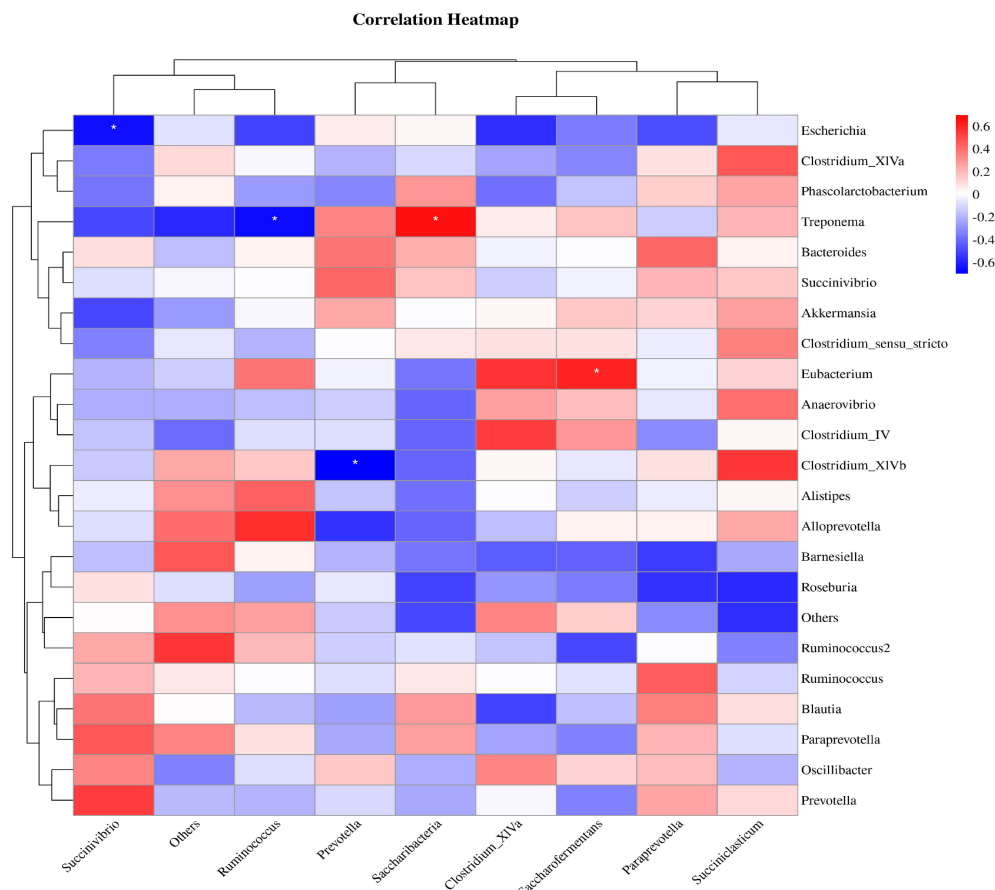 Correlation Heatmap
*
Escherichia
Clostridium_XlVa
Phascolarctobacterium
* * Treponema
Bacteroides
Succinivibrio
Akkermansia
Clostridium_sensu_stricto
* Eubacterium
Anaerovibrio
Clostridium_IV
* Clostridium_XlVb
Alistipes
Alloprevotella
Barnesiella
Roseburia
Others
Ruminococcus2
Ruminococcus
Blautia
Paraprevotella
Oscillibacter
Prevotella
0.6
0.4
0.2
0
-0.2
-0.4
-0.6
Succinivibrio
Others
Ruminococcus
Prevotella
Saccharibacteria
Clostridium_XlVa
Saccharofermentans
Paraprevotella
Succiniclasticum